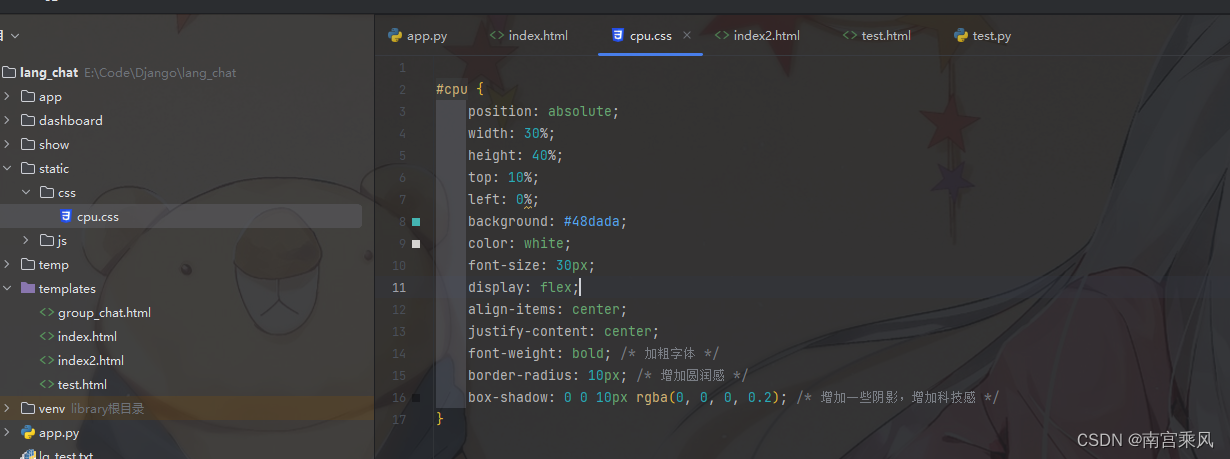 app.py index.html cpu.css × index2.html test.html test.py
lang_chat E:\Code\Django\lang_chat
app
dashboard
show
static
css
cpu.css
js
temp
templates
group_chat.html
index.html
index2.html
test.html
venv library根目录
app.py
1
2 #cpu {
3 position: absolute;
4 width: 30%;
5 height: 40%;
6 top: 10%;
7 left: 0%;
8 background: #48dada;
9 color: white;
10 font-size: 30px;
11 display: flex;
12 align-items: center;
13 justify-content: center;
14 font-weight: bold; /* 加粗字体 */
15 border-radius: 10px; /* 增加圆润感 */
16 box-shadow: 0 0 10px rgba(0, 0, 0, 0.2); /* 增加一些阴影，增加科技感 */
17 }
CSDN @南宫乘风